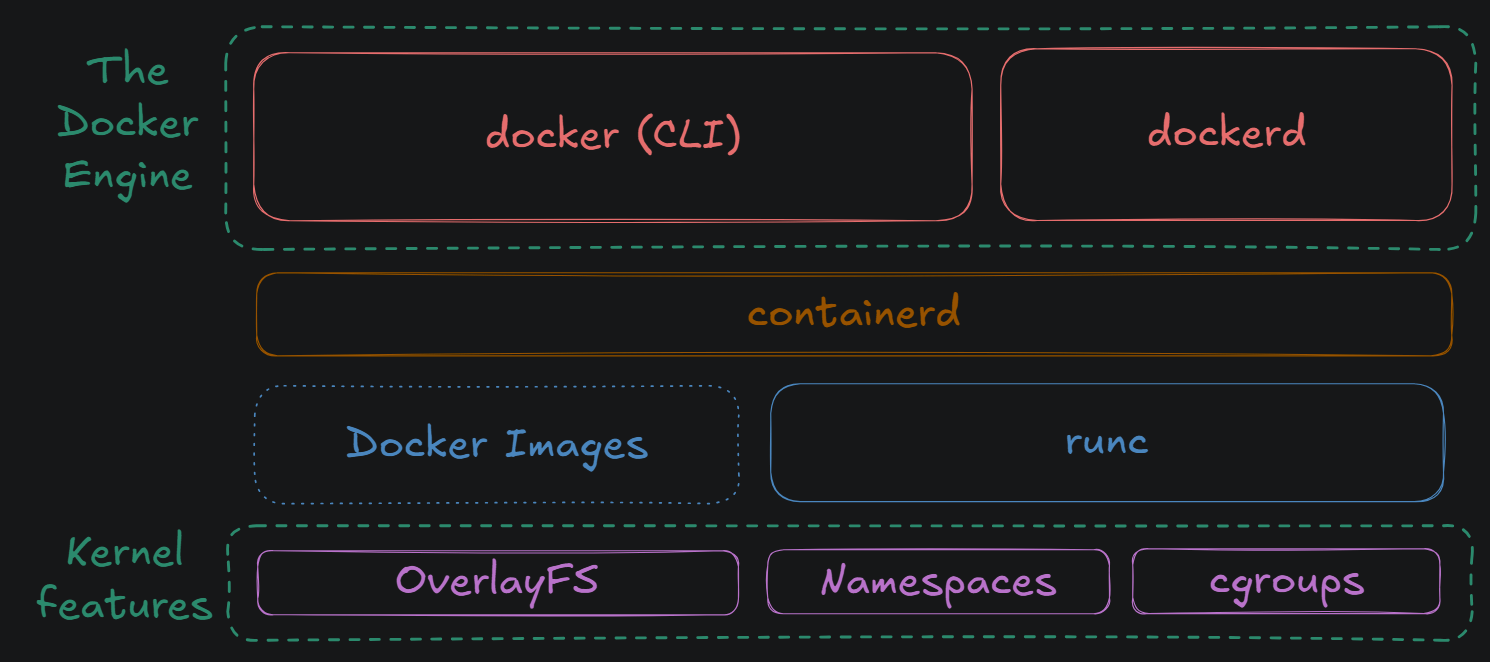 The
Docker
Engine
docker (CLI)
dockerd
containerd
Docker Images
runc
Kernel
features
OverlayFS
Namespaces
cgroups